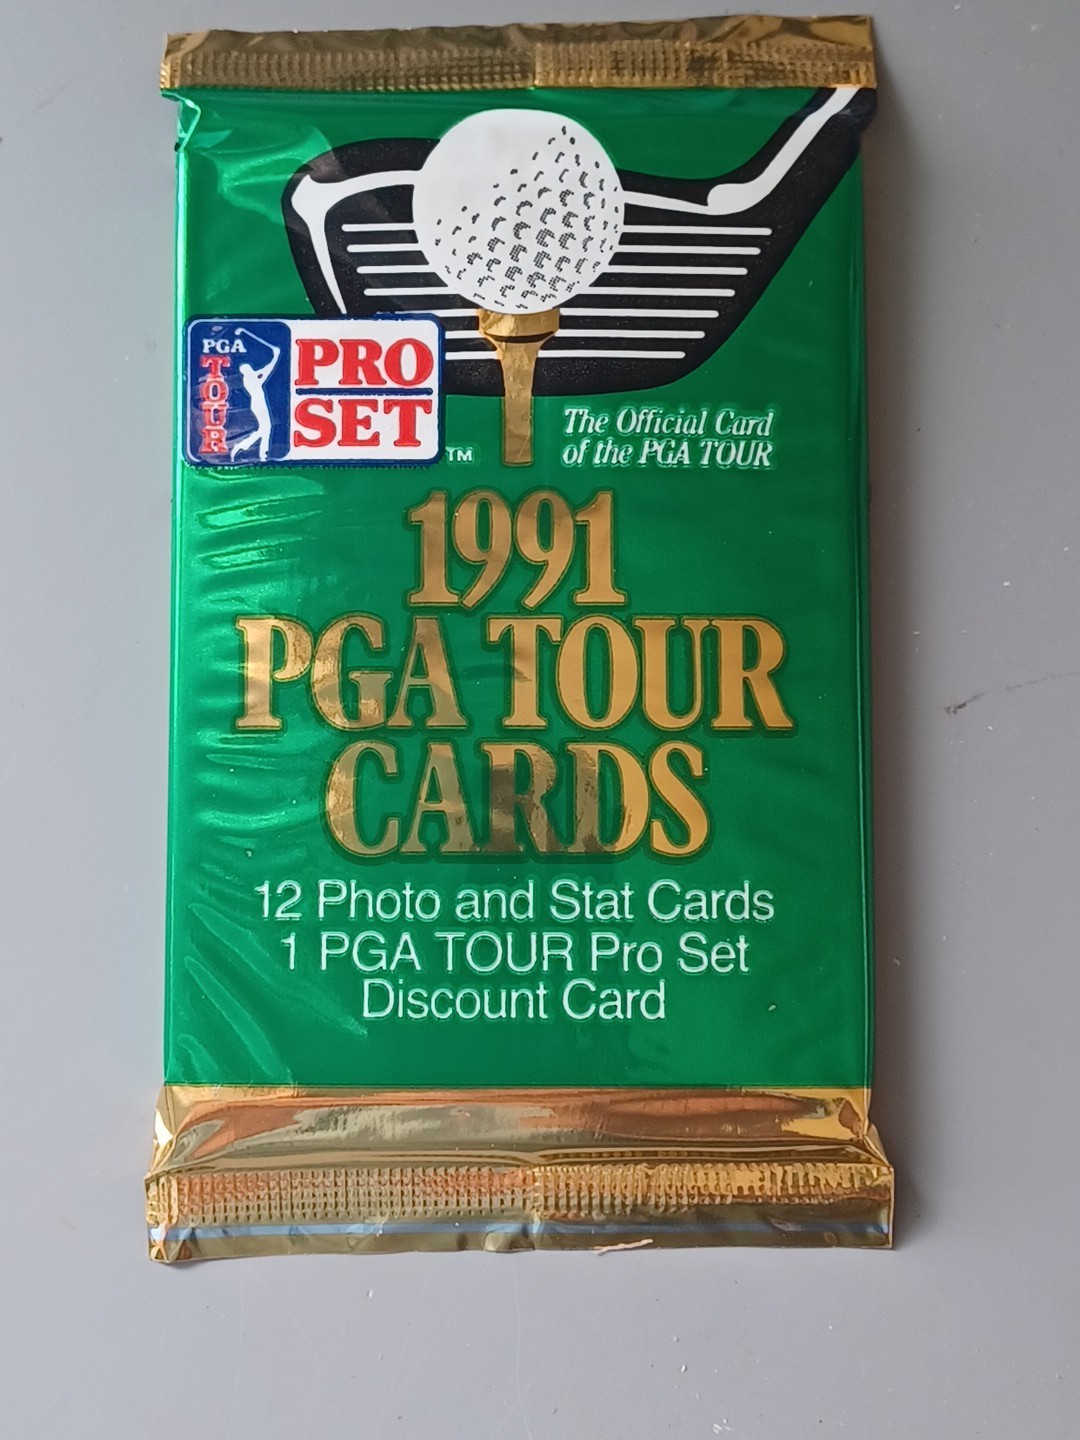 PGA
TOUR
PRO
SET
TM
The Official Card
of the PGA TOUR
1991
PGA TOUR
CARDS
12 Photo and Stat Cards
1 PGA TOUR Pro Set
Discount Card